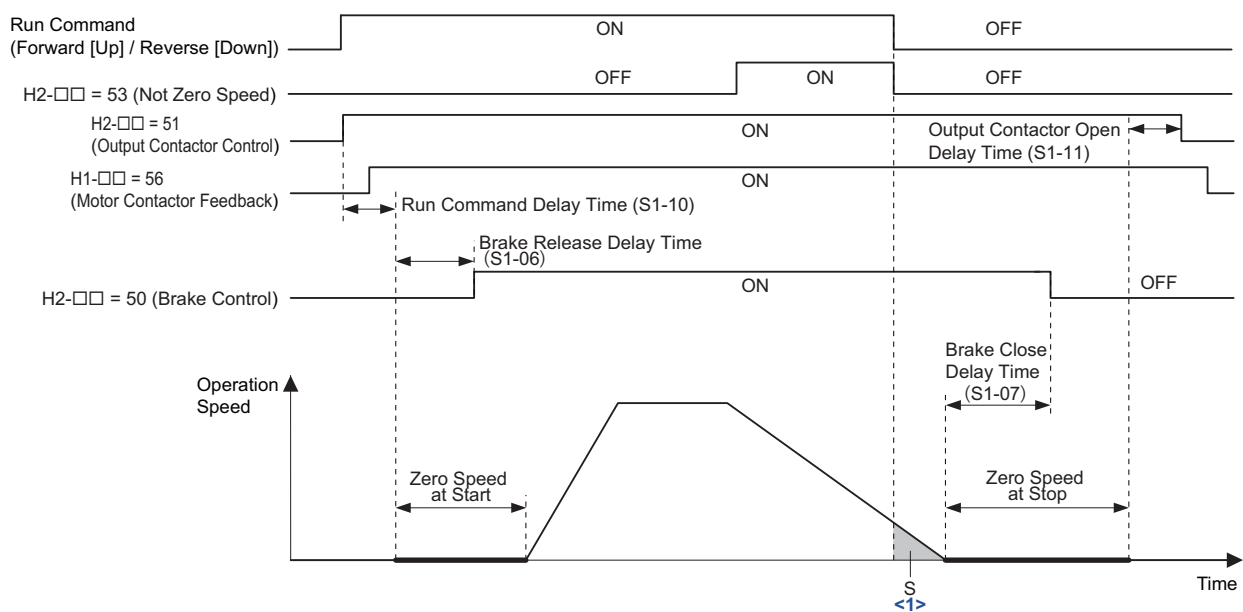 Run Command
(Forward [Up] / Reverse [Down])
ON
OFF
H2-□□ = 53 (Not Zero Speed)
OFF
ON
OFF
H2-□□ = 51
(Output Contactor Control)
ON
Output Contactor Open
Delay Time (S1-11)
H1-□□ = 56
(Motor Contactor Feedback)
ON
Run Command Delay Time (S1-10)
Brake Release Delay Time
(S1-06)
H2-□□ = 50 (Brake Control)
ON
OFF
Brake Close
Delay Time
(S1-07)
Operation
Speed
Zero Speed
at Start
Zero Speed
at Stop
Time
S
<1>